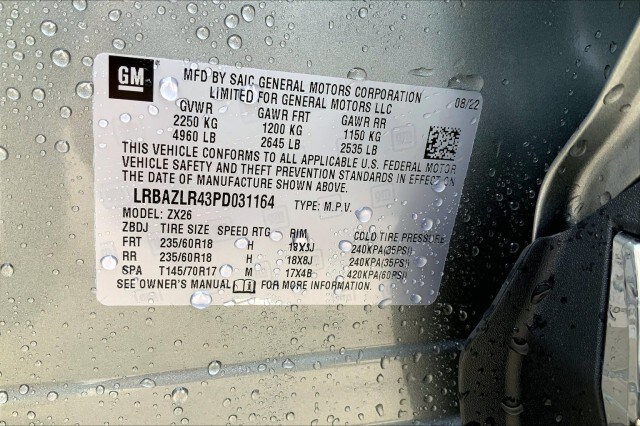 GM
MFD BY SAIC GENERAL MOTORS CORPORATION
LIMITED FOR GENERAL MOTORS LLC 08/22
GVWR GAWR FRT GAWR RR
2250 KG 1200 KG 1150 KG
4960 LB 2645 LB 2535 LB
THIS VEHICLE CONFORMS TO ALL APPLICABLE U.S. FEDERAL MOTOR
VEHICLE SAFETY AND THEFT PREVENTION STANDARDS IN EFFECT ON
THE DATE OF MANUFACTURE SHOWN ABOVE.
LRBAZLR43PD031164 TYPE: M.P.V.
MODEL: ZX26
ZBDJ TIRE SIZE SPEED RTG RIM COLD TIRE PRESSURE
FRT 235/60R18 H 18X8J 240KPA(35PSI)
RR 235/60R18 H 18X8J 240KPA(35PSI)
SPA T145/70R17 M 17X4B 420KPA(60PSI)
SEE OWNER'S MANUAL FOR MORE INFORMATION.